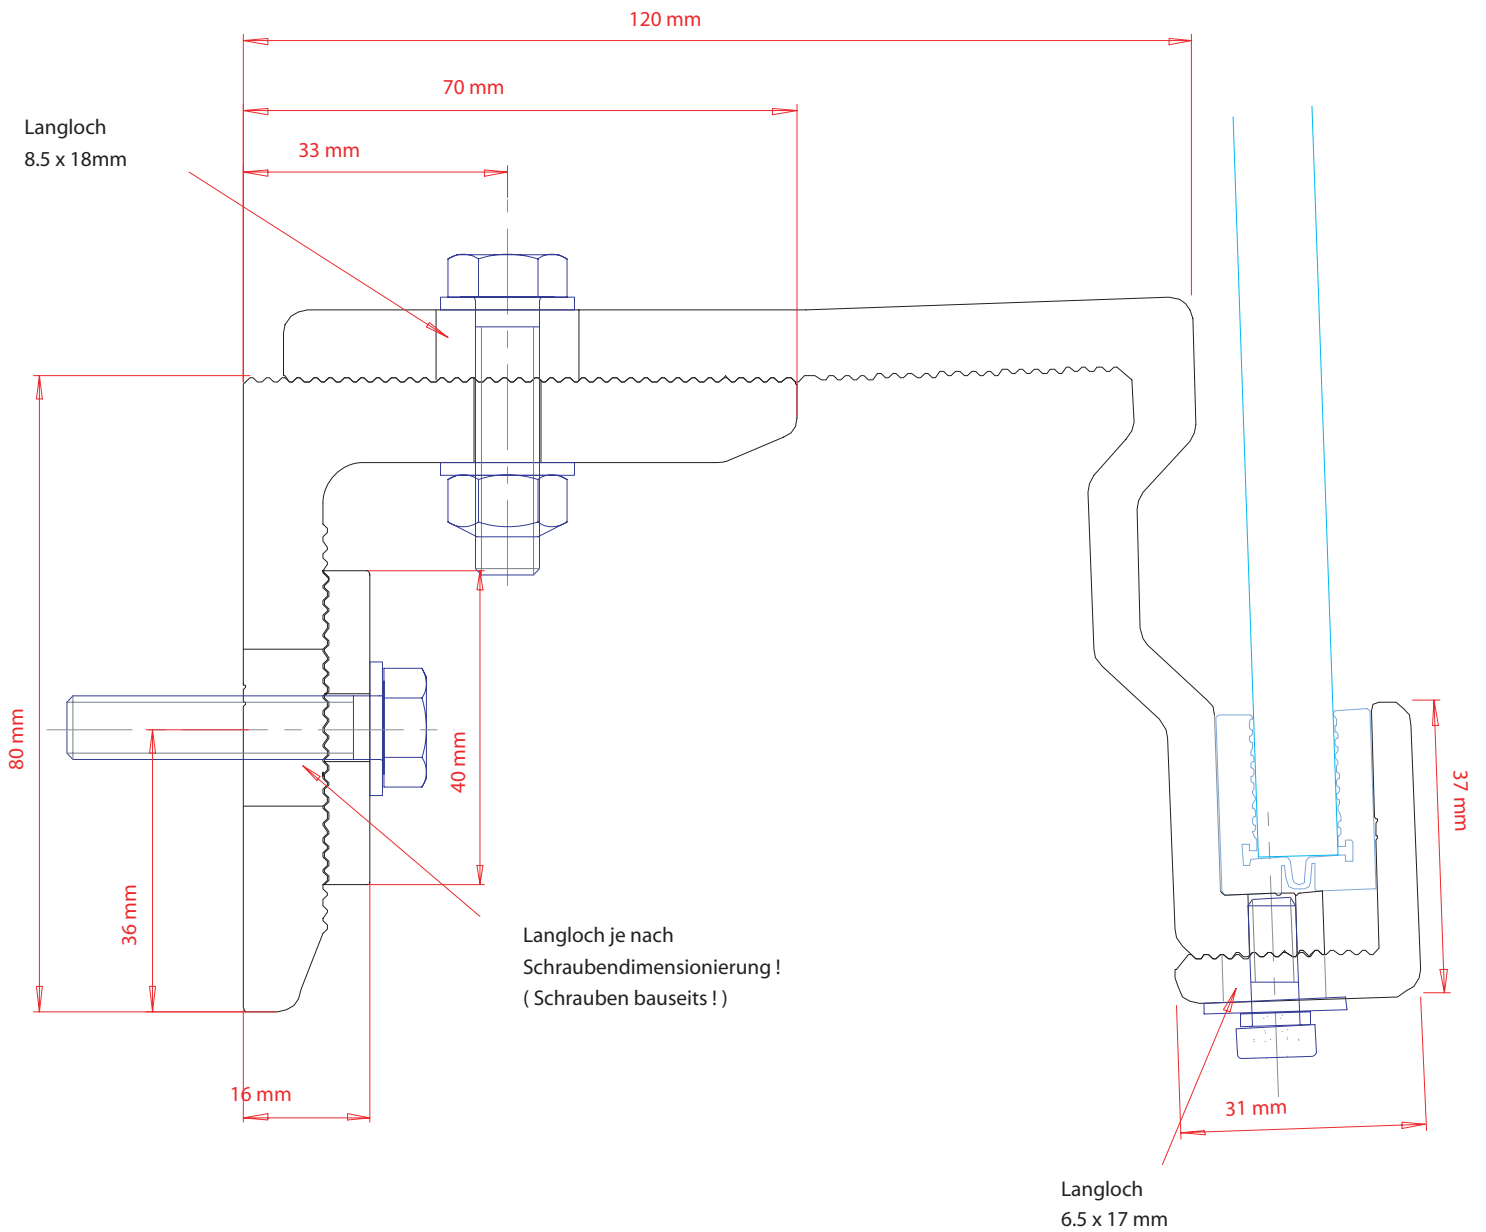 120 mm
70 mm
Langloch
8.5 x 18mm
33 mm
80 mm
36 mm
40 mm
37 mm
Langloch je nach
Schraubendimensionierung !
( Schrauben bauseits ! )
16 mm
31 mm
Langloch
6.5 x 17 mm